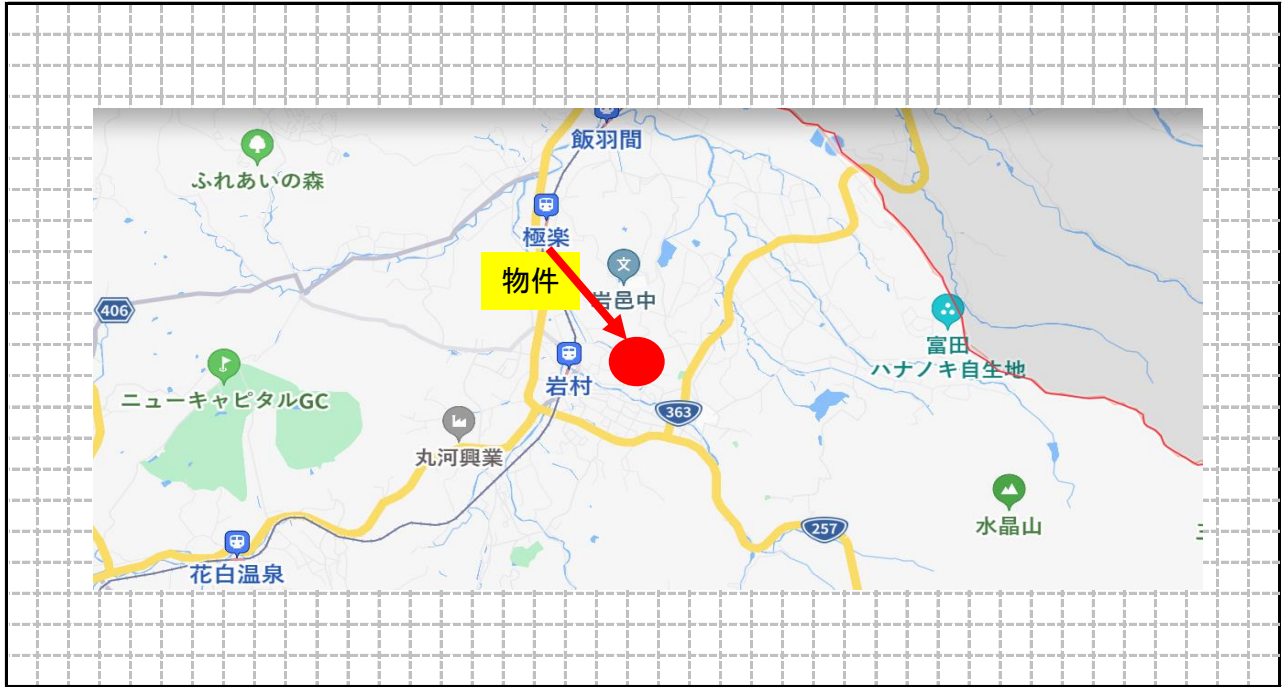 飯羽間
ふれあいの森
極楽
物件
岩邑中
406
富田
ハナノキ自生地
岩村
ニューキャピタルGC
363
丸河興業
水晶山
257
花白温泉